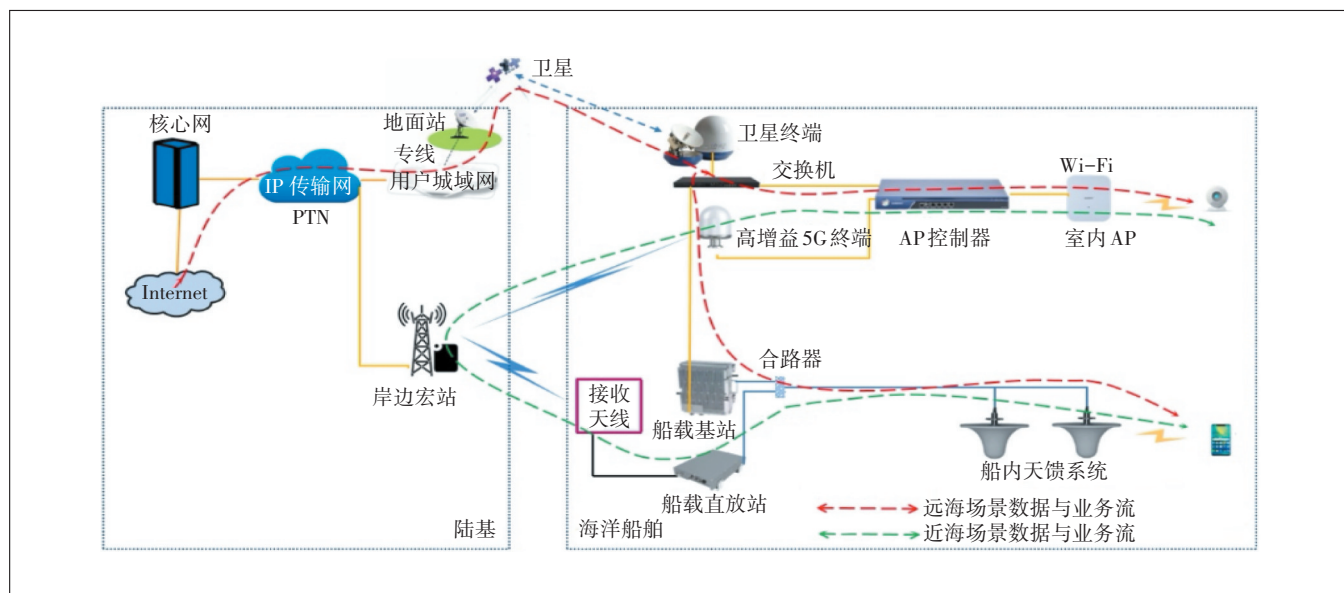 卫星
核心网
地面站
专线
用户城域网
IP 传输网
PTN
Internet
岸边宏站
陆基
卫星终端
交换机
Wi-Fi
高增益5G終端
AP控制器
室内AP
合路器
接收
天线
船载基站
船载直放站
船内天馈系统
远海场景数据与业务流
近海场景数据与业务流
海洋船舶